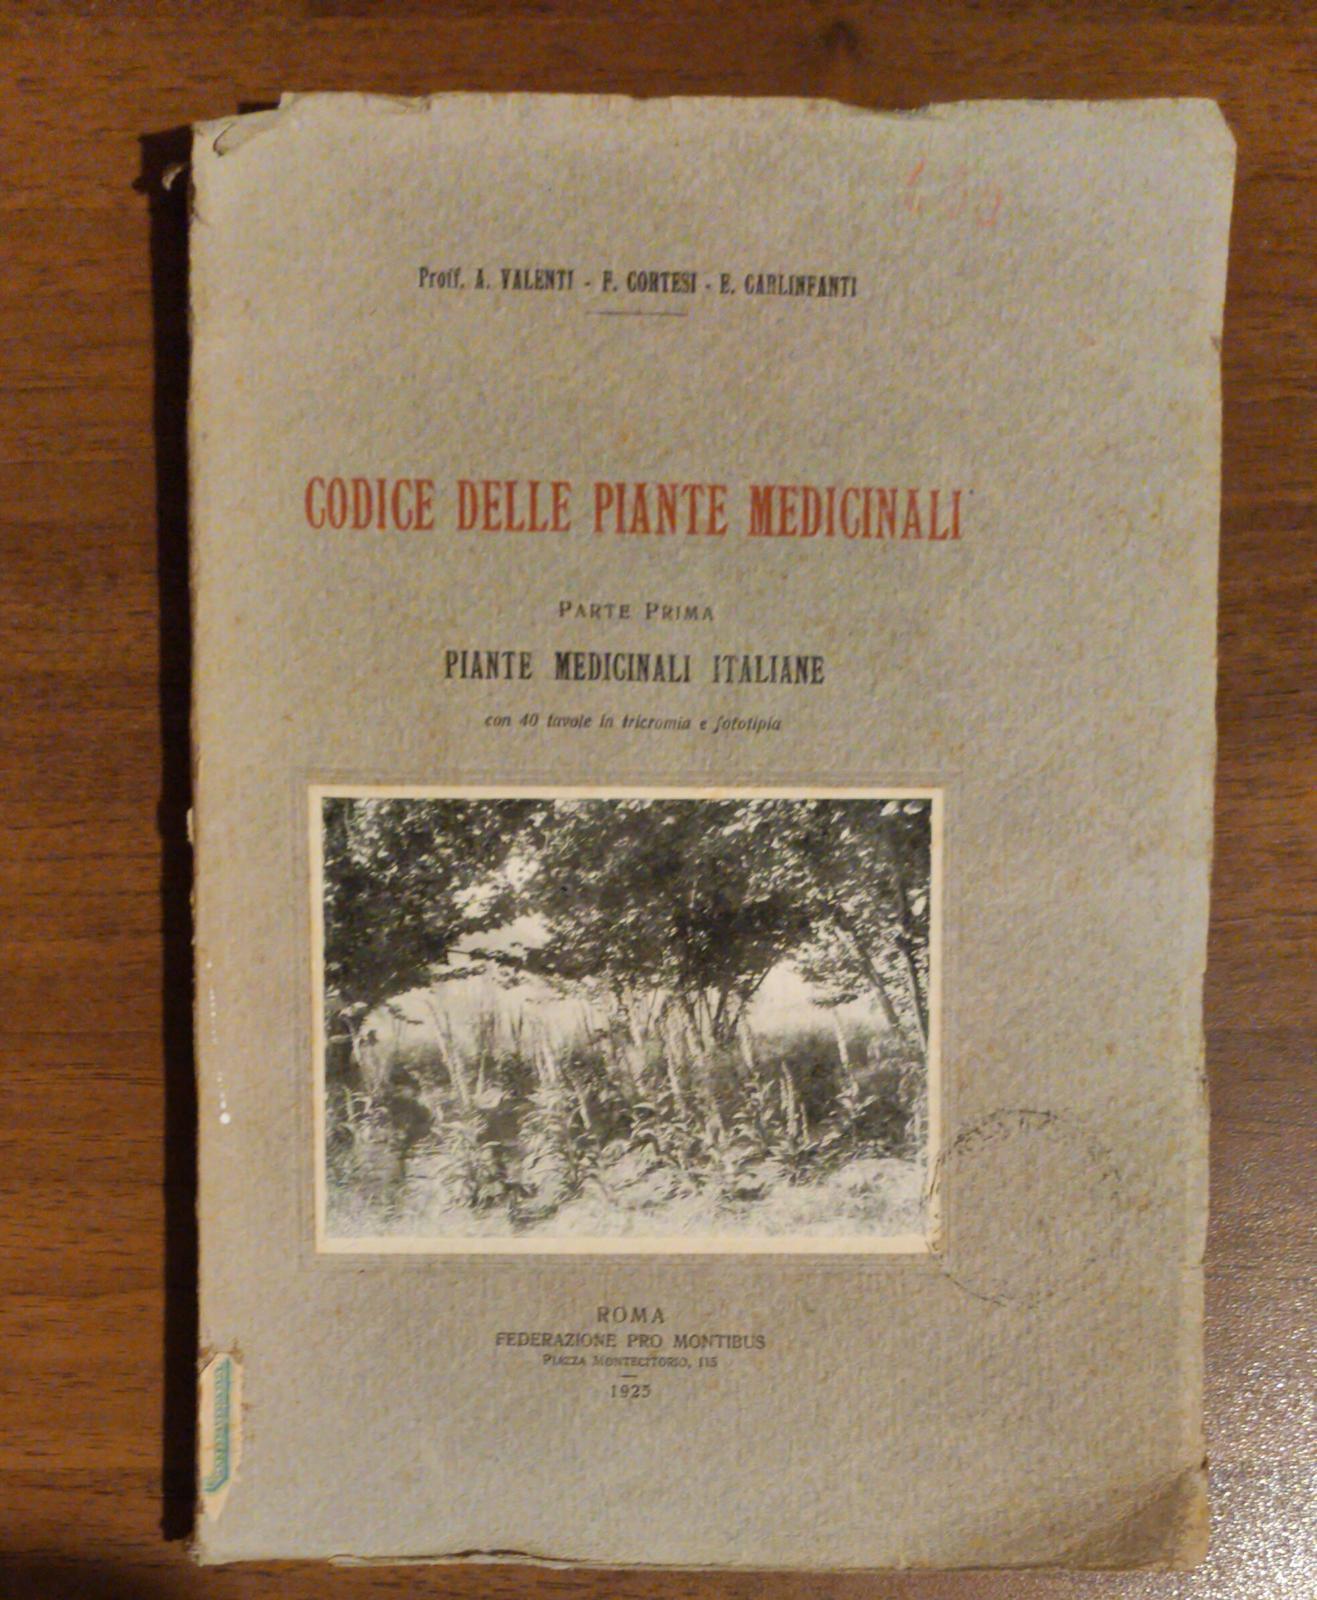 Proff. A. VALENTI - F. CORTESI - E. CARLINFANTI
CODICE DELLE PIANTE MEDICINALI
PARTE PRIMA
PIANTE MEDICINALI ITALIANE
con 40 tavole in tricromia e fototipia
ROMA
FEDERAZIONE PRO MONTIBUS
PIAZZA MONTECITORIO, 115
1925